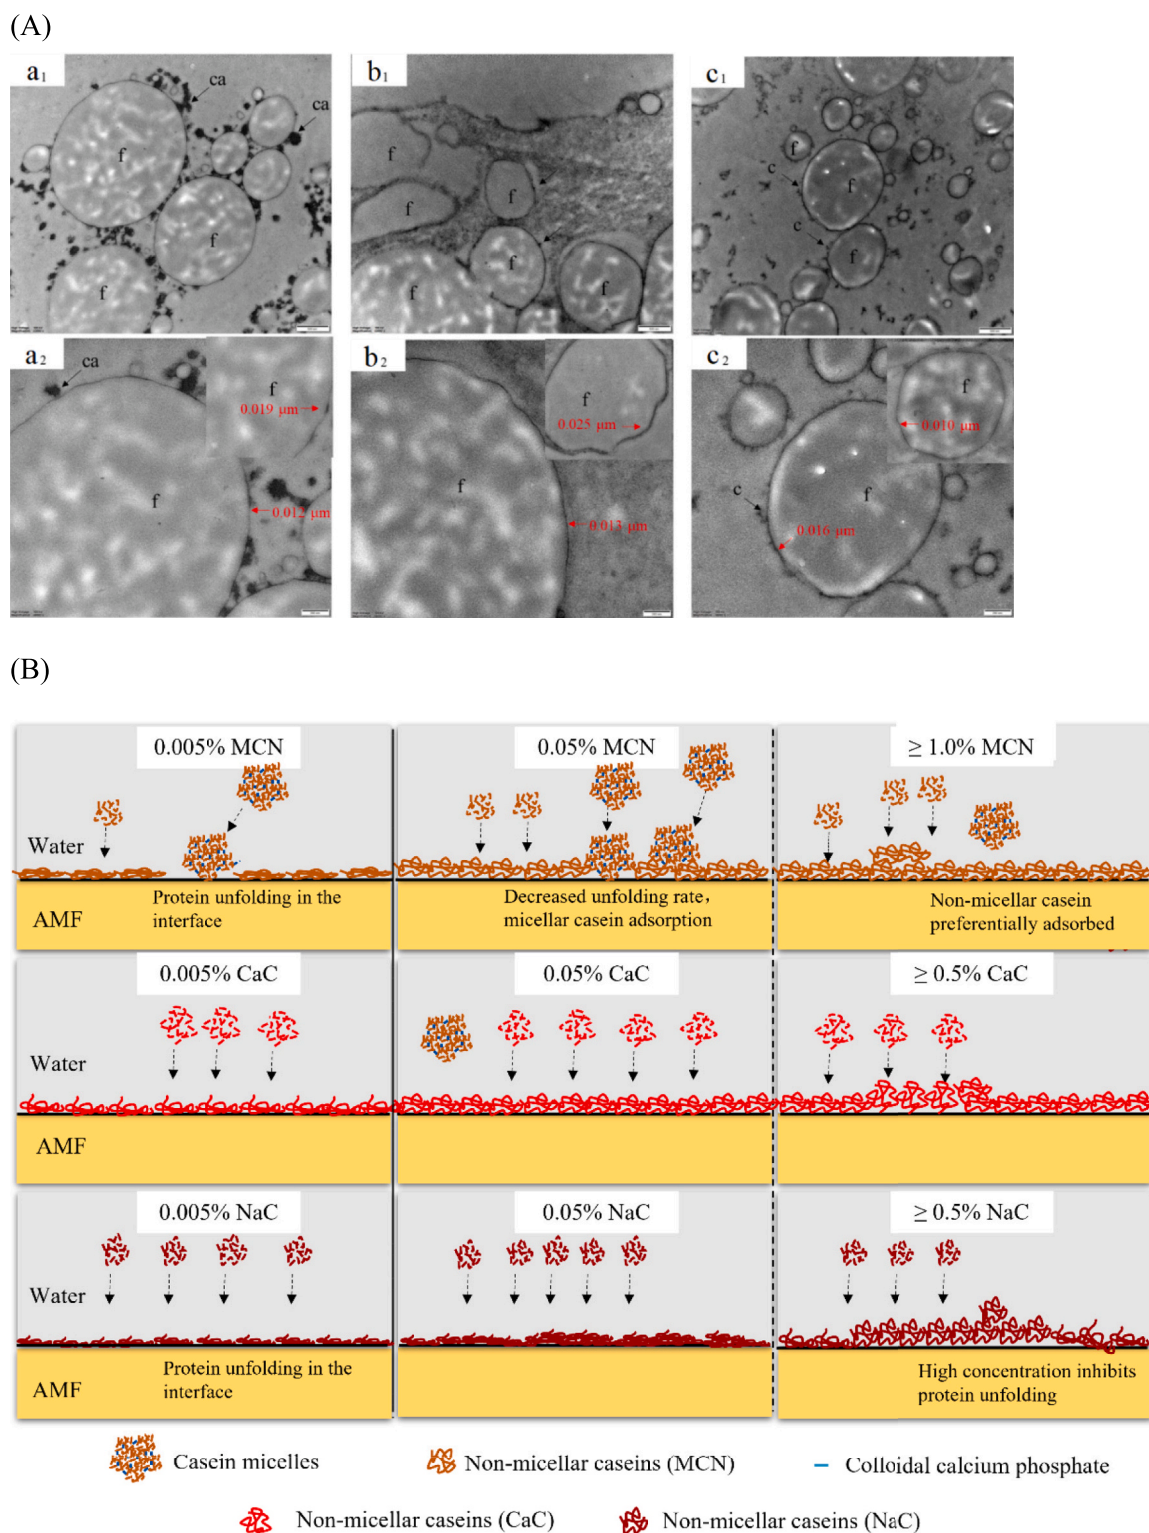 (A)
a1
ca
ca
f
f
f
b1
f
f
f
f
f
f
c1
f
c
f
c
f
a2
ca
f
0.019 μm
f
0.012 μm
b2
f
0.025 μm
f
0.013 μm
c2
f
0.010 μm
c
f
0.016 μm
(B)
0.005% MCN
0.05% MCN
≥ 1.0% MCN
Water
AMF
Protein unfolding in the
interface
Decreased unfolding rate,
micellar casein adsorption
Non-micellar casein
preferentially adsorbed
0.005% CaC
0.05% CaC
≥ 0.5% CaC
Water
AMF
0.005% NaC
0.05% NaC
≥ 0.5% NaC
Water
AMF
Protein unfolding in the
interface
High concentration inhibits
protein unfolding
Casein micelles
Non-micellar caseins (MCN)
Colloidal calcium phosphate
Non-micellar caseins (CaC)
Non-micellar caseins (NaC)